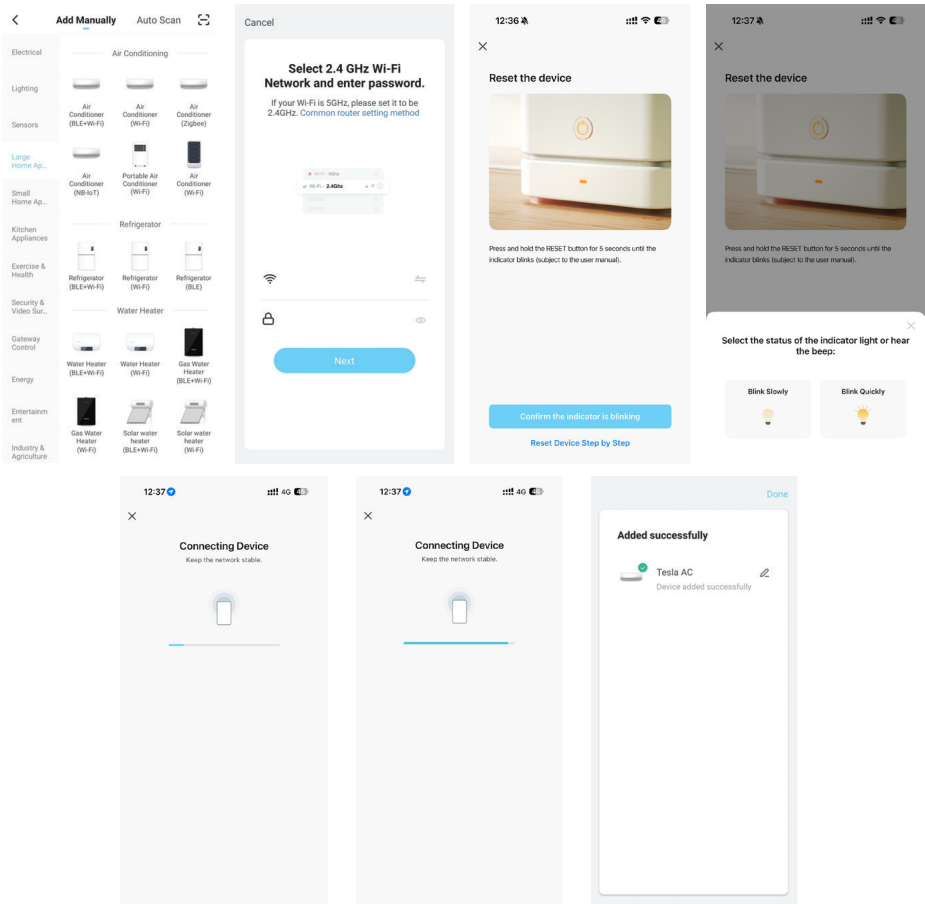 Add Manually
Auto Scan
Electrical
Lighting
Sensors
Large
Home Ap...
Small
Home Ap...
Kitchen
Appliances
Exercise &
Health
Security &
Video Sur...
Gateway
Control
Energy
Entertainm
ent
Industry &
Agriculture
Air Conditioning
Air
Conditioner
(BLE+Wi-Fi)
Air
Conditioner
(Wi-Fi)
Air
Conditioner
(Zigbee)
Air
Conditioner
(NB-IoT)
Portable Air
Conditioner
(Wi-Fi)
Air
Conditioner
(Wi-Fi)
Refrigerator
Refrigerator
(BLE+Wi-Fi)
Refrigerator
(Wi-Fi)
Refrigerator
(BLE)
Water Heater
Water Heater
(BLE+Wi-Fi)
Water Heater
(Wi-Fi)
Gas Water
Heater
(BLE+Wi-Fi)
Gas Water
Heater
(Wi-Fi)
Solar water
heater
(BLE+Wi-Fi)
Solar water
heater
(Wi-Fi)
Cancel
Select 2.4 GHz Wi-Fi
Network and enter password.
If your Wi-Fi is 5GHz, please set it to be
2.4GHz. Common router setting method
Wi-Fi - 5Ghz
Wi-Fi - 2.4Ghz
Next
12:36
Reset the device
Press and hold the RESET button for 5 seconds until the
indicator blinks (subject to the user manual).
Confirm the indicator is blinking
Reset Device Step by Step
12:37
Reset the device
Press and hold the RESET button for 5 seconds until the
indicator blinks (subject to the user manual).
Select the status of the indicator light or hear
the beep:
Blink Slowly
Blink Quickly
12:37
4G
Connecting Device
Keep the network stable.
12:37
4G
Connecting Device
Keep the network stable.
Done
Added successfully
Tesla AC
Device added successfully